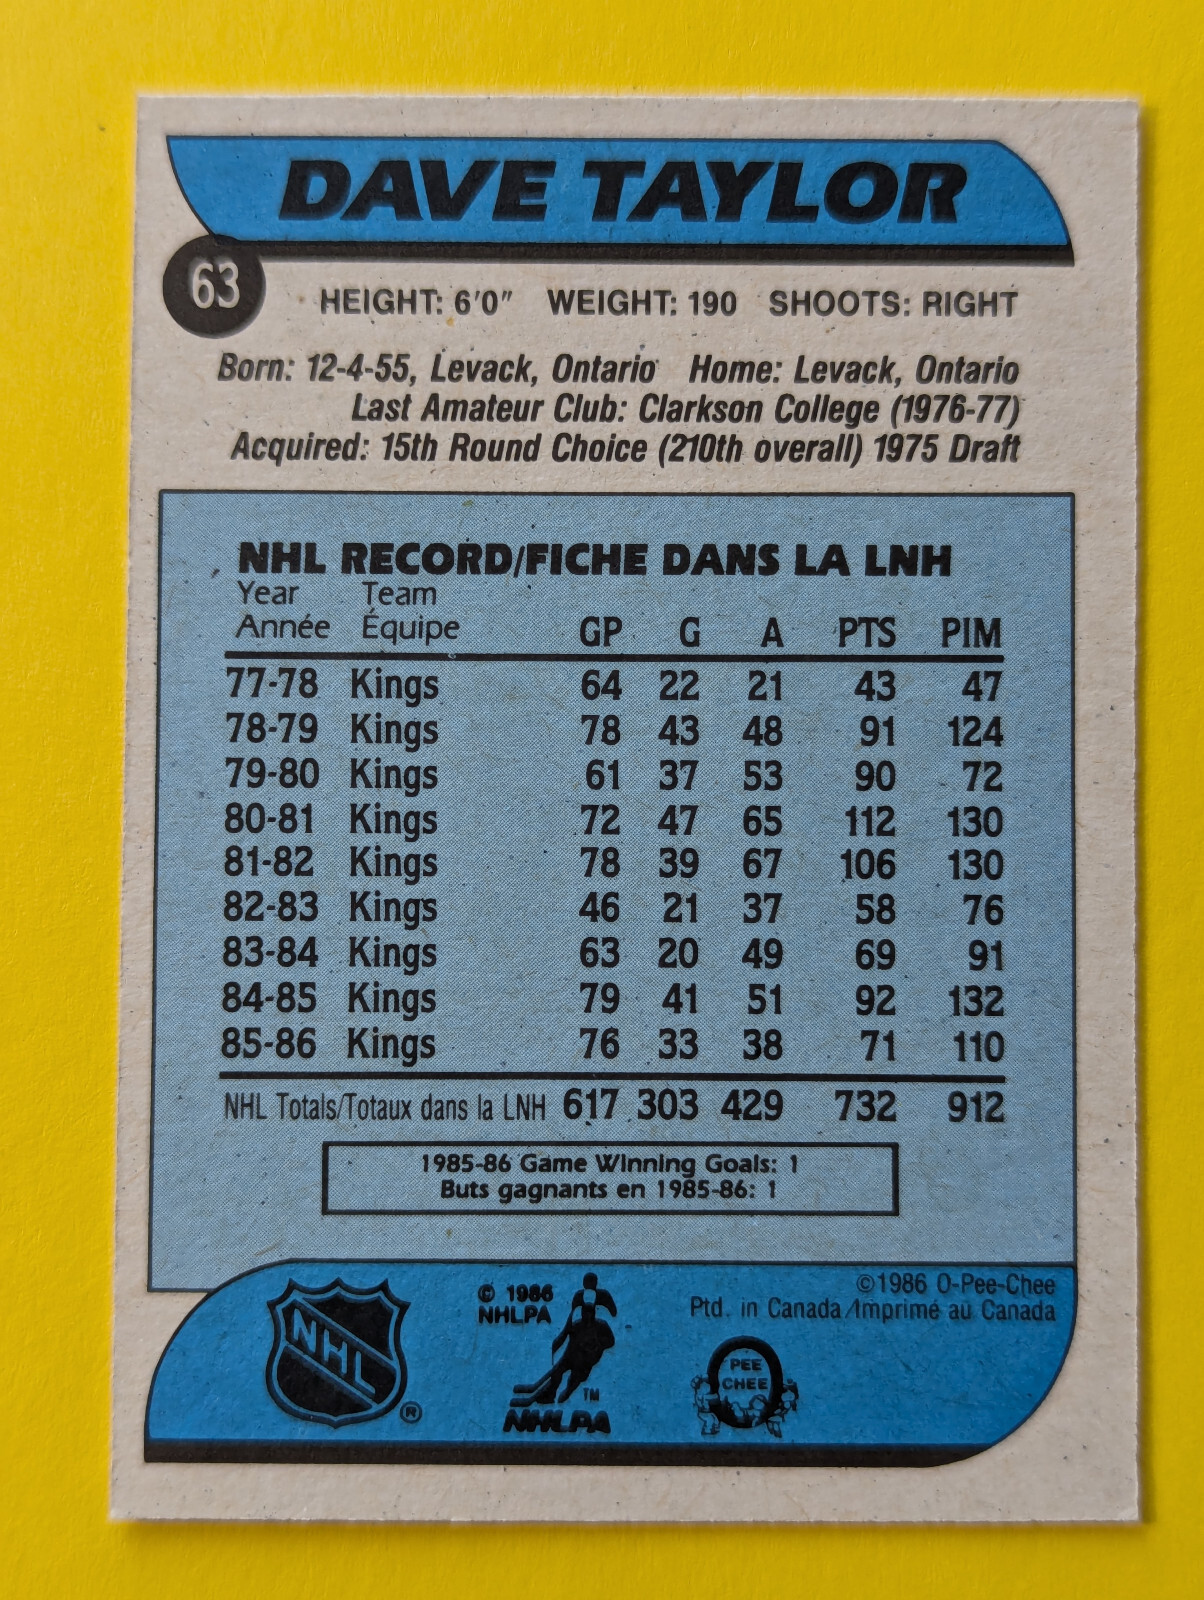 DAVE TAYLOR
63
HEIGHT: 6'0" WEIGHT: 190 SHOOTS: RIGHT
Born: 12-4-55, Levack, Ontario Home: Levack, Ontario
Last Amateur Club: Clarkson College (1976-77)
Acquired: 15th Round Choice (210th overall) 1975 Draft
NHL RECORD/FICHE DANS LA LNH
Year Team
Année Équipe GP G A PTS PIM
77-78 Kings 64 22 21 43 47
78-79 Kings 78 43 48 91 124
79-80 Kings 61 37 53 90 72
80-81 Kings 72 47 65 112 130
81-82 Kings 78 39 67 106 130
82-83 Kings 46 21 37 58 76
83-84 Kings 63 20 49 69 91
84-85 Kings 79 41 51 92 132
85-86 Kings 76 33 38 71 110
NHL Totals/Totaux dans la LNH 617 303 429 732 912
1985-86 Game Winning Goals: 1
Buts gagnants en 1985-86: 1
NHL ®
© 1986
NHLPA
TM
NHLPA
©1986 O-Pee-Chee
Ptd. in Canada/Imprimé au Canada
PEE
CHEE